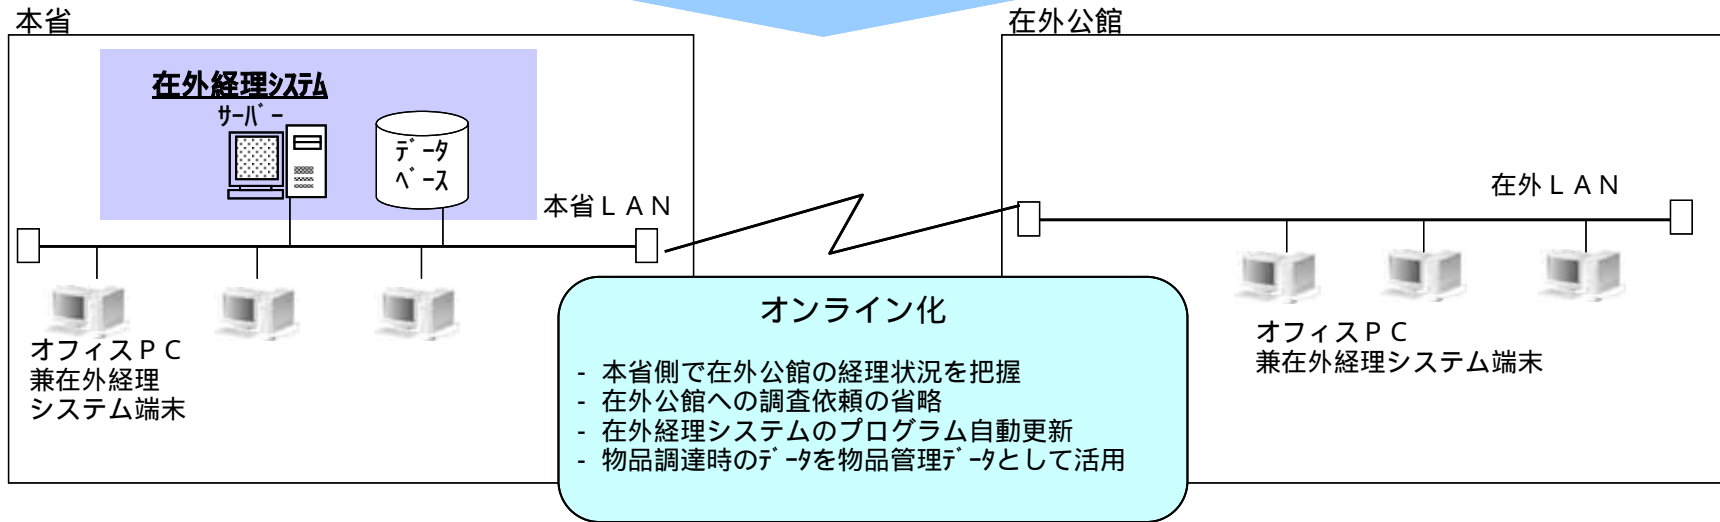 本省
在外経理ｼｽﾃﾑ
ｻｰﾊﾞｰ
ﾃﾞｰﾀ
ﾍﾞｰｽ
本省ＬＡＮ
オフィスＰＣ
兼在外経理
システム端末
オンライン化
- 本省側で在外公館の経理状況を把握
- 在外公館への調査依頼の省略
- 在外経理システムのプログラム自動更新
- 物品調達時のﾃﾞｰﾀを物品管理ﾃﾞｰﾀとして活用
在外公館
在外ＬＡＮ
オフィスＰＣ
兼在外経理システム端末